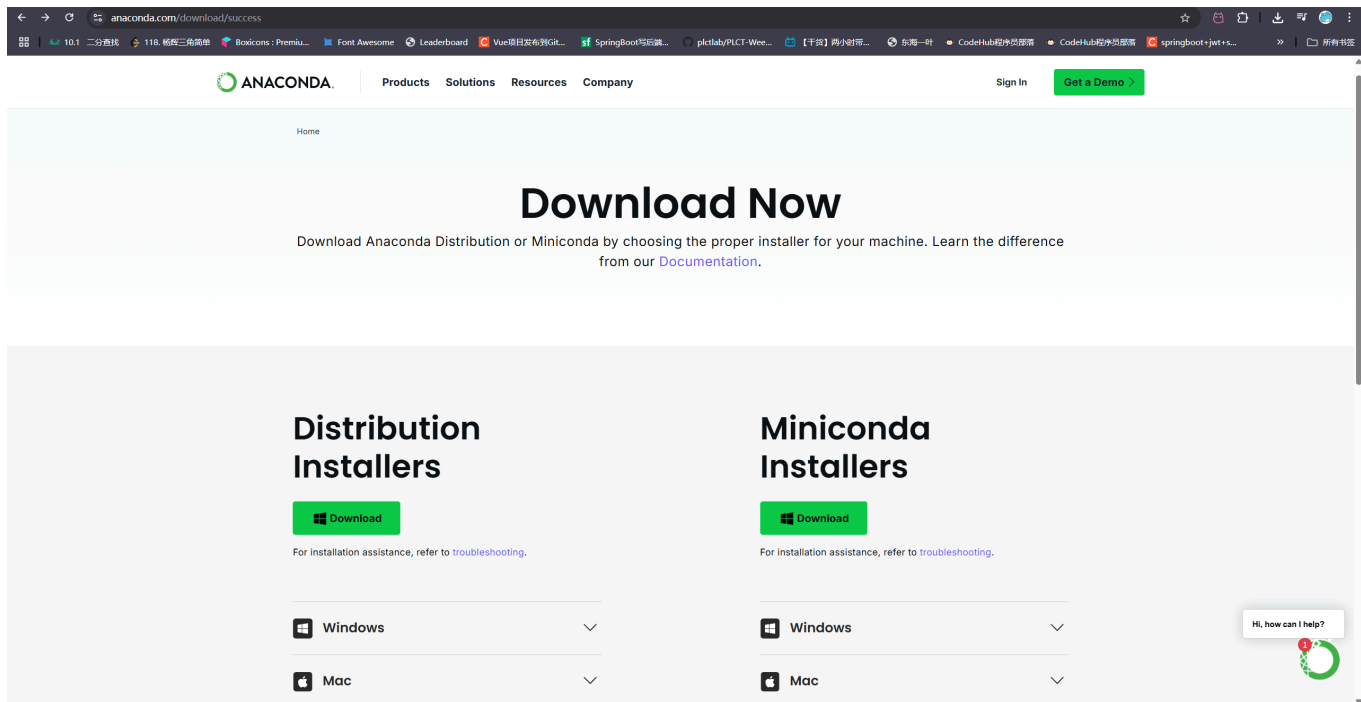 anaconda.com/download/success
10.1 二分查找
118. 杨辉三角简单
Boxicons : Premiu...
Font Awesome
Leaderboard
Vue项目发布到Git...
SpringBoot写后端...
plctlab/PLCT-Wee...
【干货】两小时带...
东海一叶
CodeHub程序员部落
CodeHub程序员部落
springboot+jwt+s...
»
所有书签
ANACONDA.
Products
Solutions
Resources
Company
Sign In
Get a Demo
Home
Download Now
Download Anaconda Distribution or Miniconda by choosing the proper installer for your machine. Learn the difference
from our Documentation.
Distribution
Installers
Download
For installation assistance, refer to troubleshooting.
Windows
Mac
Miniconda
Installers
Download
For installation assistance, refer to troubleshooting.
Windows
Mac
Hi, how can I help?
1